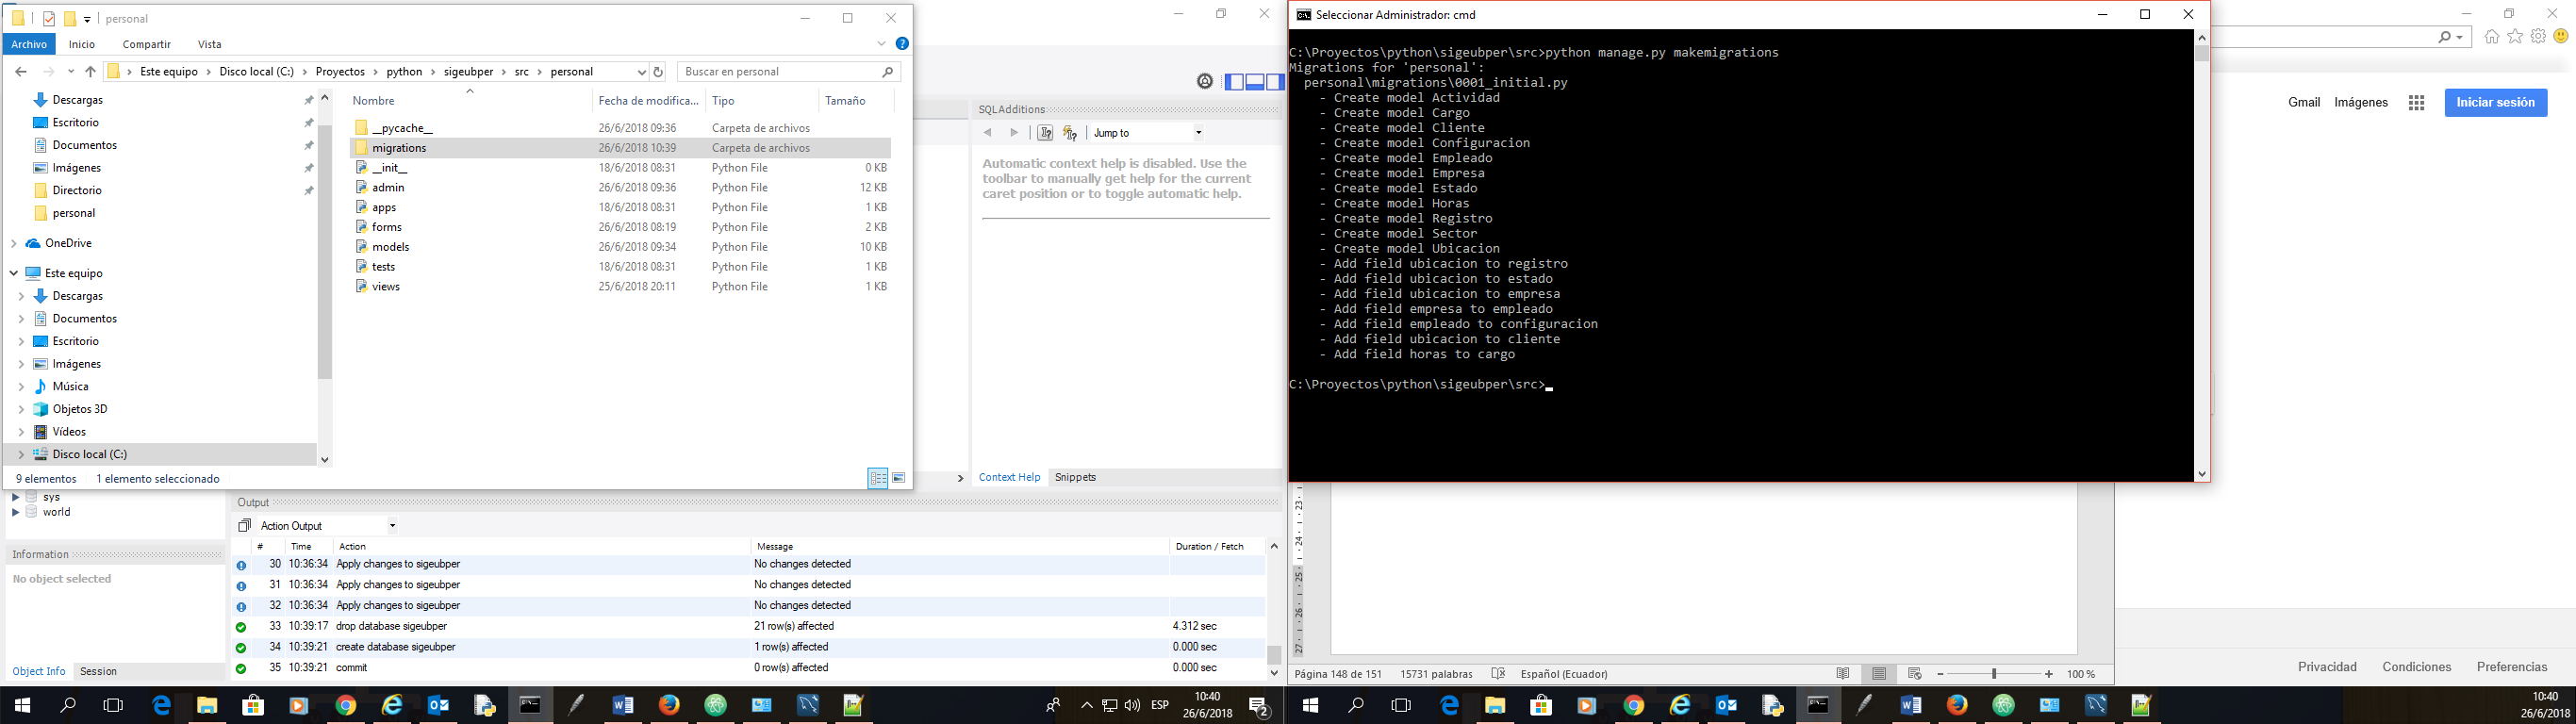 personal
Archivo Inicio Compartir Vista
Este equipo > Disco local (C:) > Proyectos > python > sigeubper > src > personal
Buscar en personal
Descargas
Escritorio
Documentos
Imágenes
Directorio
personal
OneDrive
Este equipo
Descargas
Documentos
Escritorio
Imágenes
Música
Objetos 3D
Vídeos
Disco local (C:)
Nombre Fecha de modifica... Tipo Tamaño
__pycache__ 26/6/2018 09:36 Carpeta de archivos
migrations 26/6/2018 10:39 Carpeta de archivos
__init__ 18/6/2018 08:31 Python File 0 KB
admin 26/6/2018 09:36 Python File 12 KB
apps 18/6/2018 08:31 Python File 1 KB
forms 26/6/2018 08:19 Python File 2 KB
models 26/6/2018 09:34 Python File 10 KB
tests 18/6/2018 08:31 Python File 1 KB
views 25/6/2018 20:11 Python File 1 KB
9 elementos 1 elemento seleccionado
SQLAdditions
Jump to
Automatic context help is disabled. Use the
toolbar to manually get help for the current
caret position or to toggle automatic help.
Context Help Snippets
sys
world
Information
No object selected
Object Info Session
Output
Action Output
# Time Action Message Duration / Fetch
30 10:36:34 Apply changes to sigeubper No changes detected
31 10:36:34 Apply changes to sigeubper No changes detected
32 10:36:34 Apply changes to sigeubper No changes detected
33 10:39:17 drop database sigeubper 21 row(s) affected 4.312 sec
34 10:39:21 create database sigeubper 1 row(s) affected 0.000 sec
35 10:39:21 commit 0 row(s) affected 0.000 sec
ESP
10:40
26/6/2018
2
Seleccionar Administrador: cmd
C:\Proyectos\python\sigeubper\src>python manage.py makemigrations
Migrations for 'personal':
personal\migrations\0001_initial.py
- Create model Actividad
- Create model Cargo
- Create model Cliente
- Create model Configuracion
- Create model Empleado
- Create model Empresa
- Create model Estado
- Create model Horas
- Create model Registro
- Create model Sector
- Create model Ubicacion
- Add field ubicacion to registro
- Add field ubicacion to estado
- Add field ubicacion to empresa
- Add field empresa to empleado
- Add field empleado to configuracion
- Add field ubicacion to cliente
- Add field horas to cargo
C:\Proyectos\python\sigeubper\src>
Gmail Imágenes Iniciar sesión
23
24
25
26
27
Página 148 de 151 15731 palabras Español (Ecuador) 100 %
Privacidad Condiciones Preferencias
10:40
26/6/2018